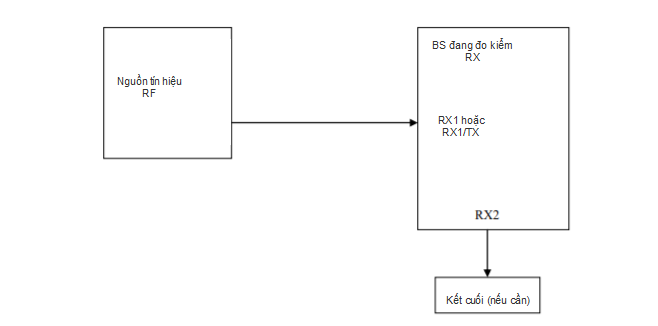 Nguồn tín hiệu
RF
BS đang đo kiểm
RX
RX1 hoặc
RX1/TX
RX2
Kết cuối (nếu cần)